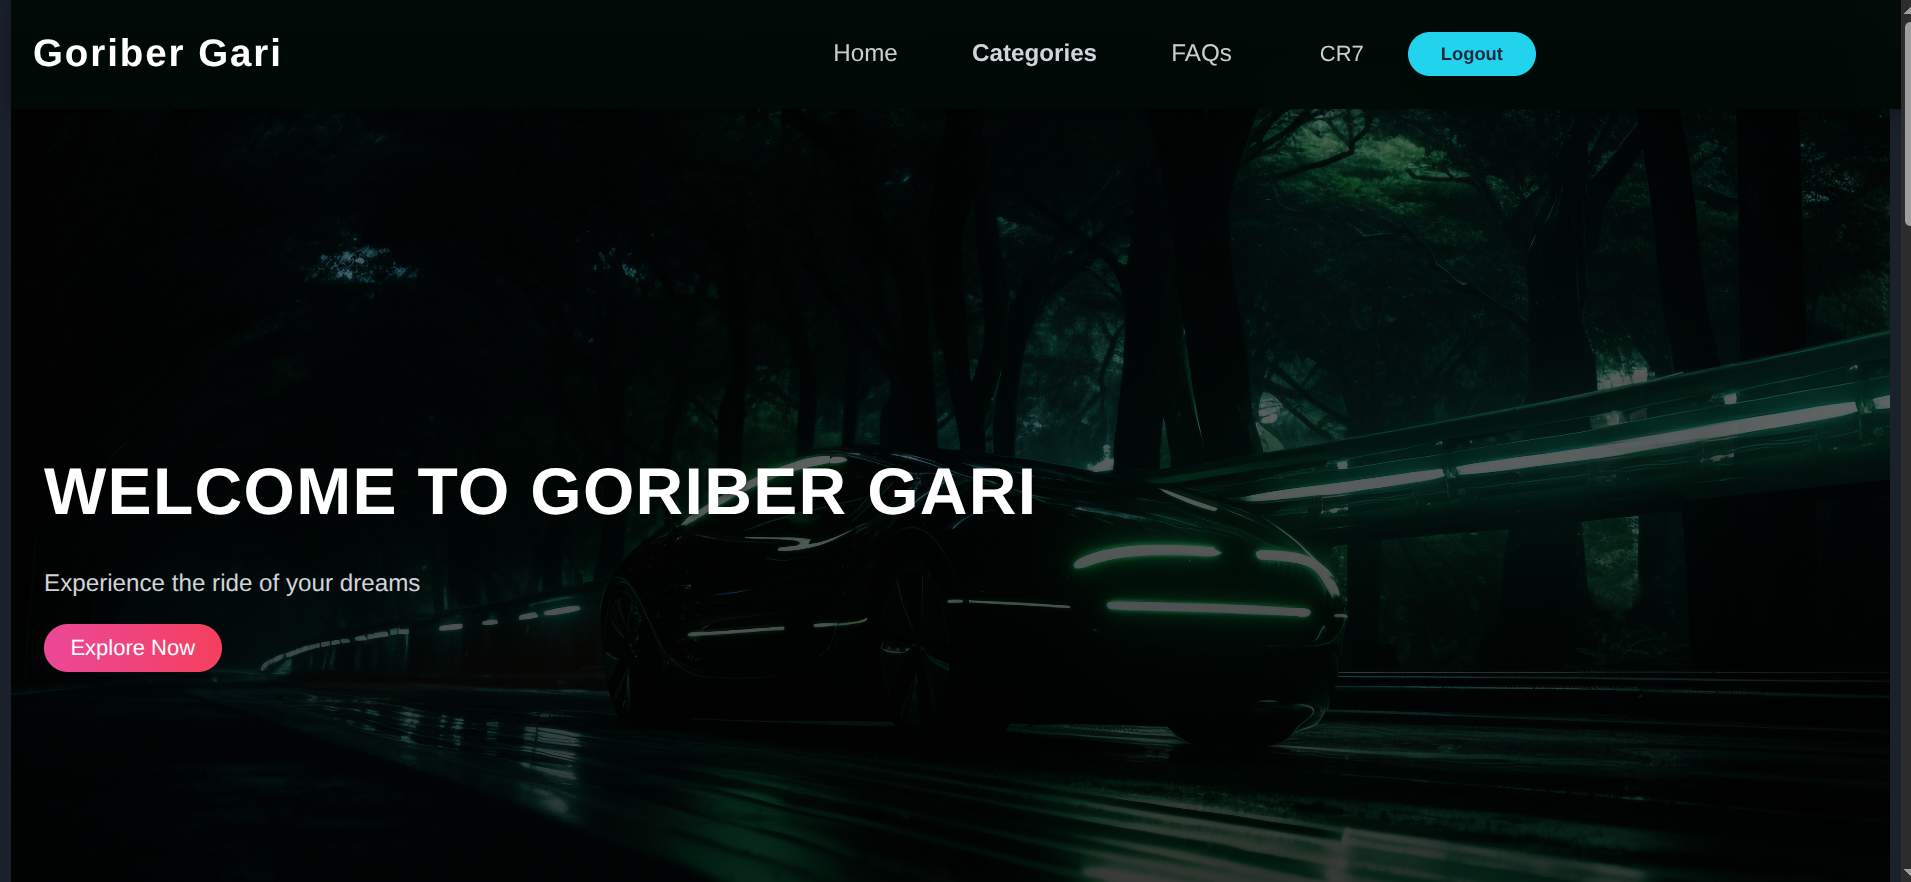 Goriber Gari
Home Categories FAQs CR7 Logout
WELCOME TO GORIBER GARI
Experience the ride of your dreams
Explore Now